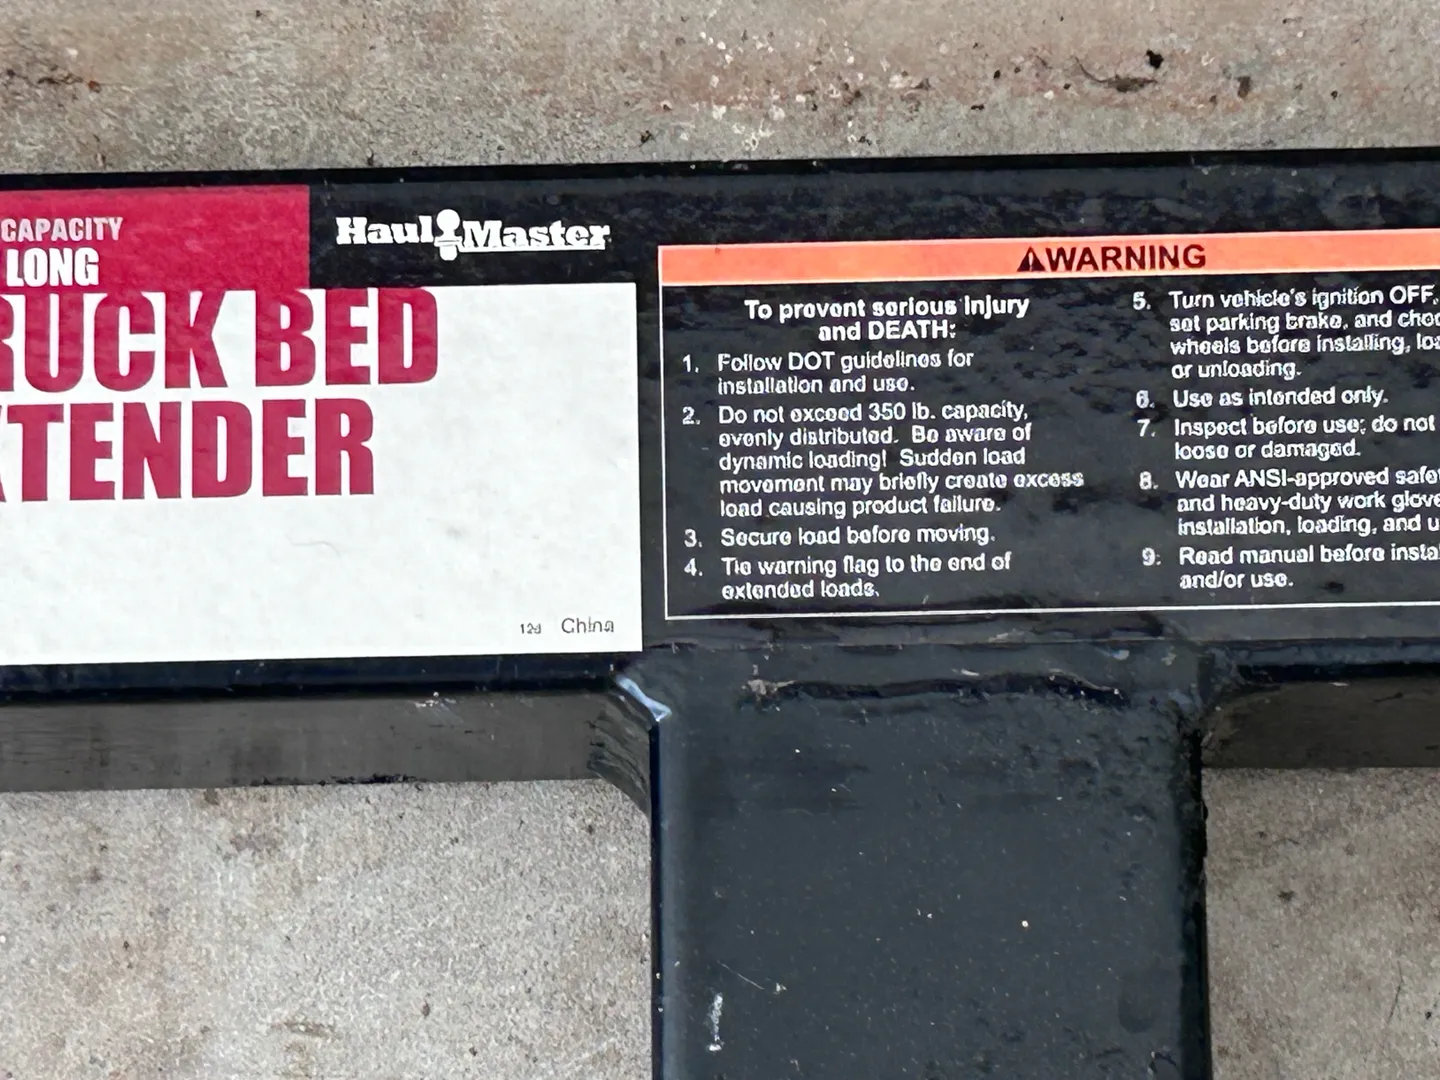 CAPACITY
LONG
RUCK BED
TENDER
Haul Master
12d China
WARNING
To prevent serious injury
and DEATH:
1. Follow DOT guidelines for
installation and use.
2. Do not exceed 350 lb. capacity,
evenly distributed. Be aware of
dynamic loading! Sudden load
movement may briefly create excess
load causing product failure.
3. Secure load before moving.
4. Tie warning flag to the end of
extended loads.
5. Turn vehicle's ignition OFF,
set parking brake, and
wheels before installing,
or unloading.
6. Use as intended only.
7. Inspect before use; do not
loose or damaged.
8. Wear ANSI-approved
and heavy-duty work
installation, loading, and
9. Read manual before
and/or use.